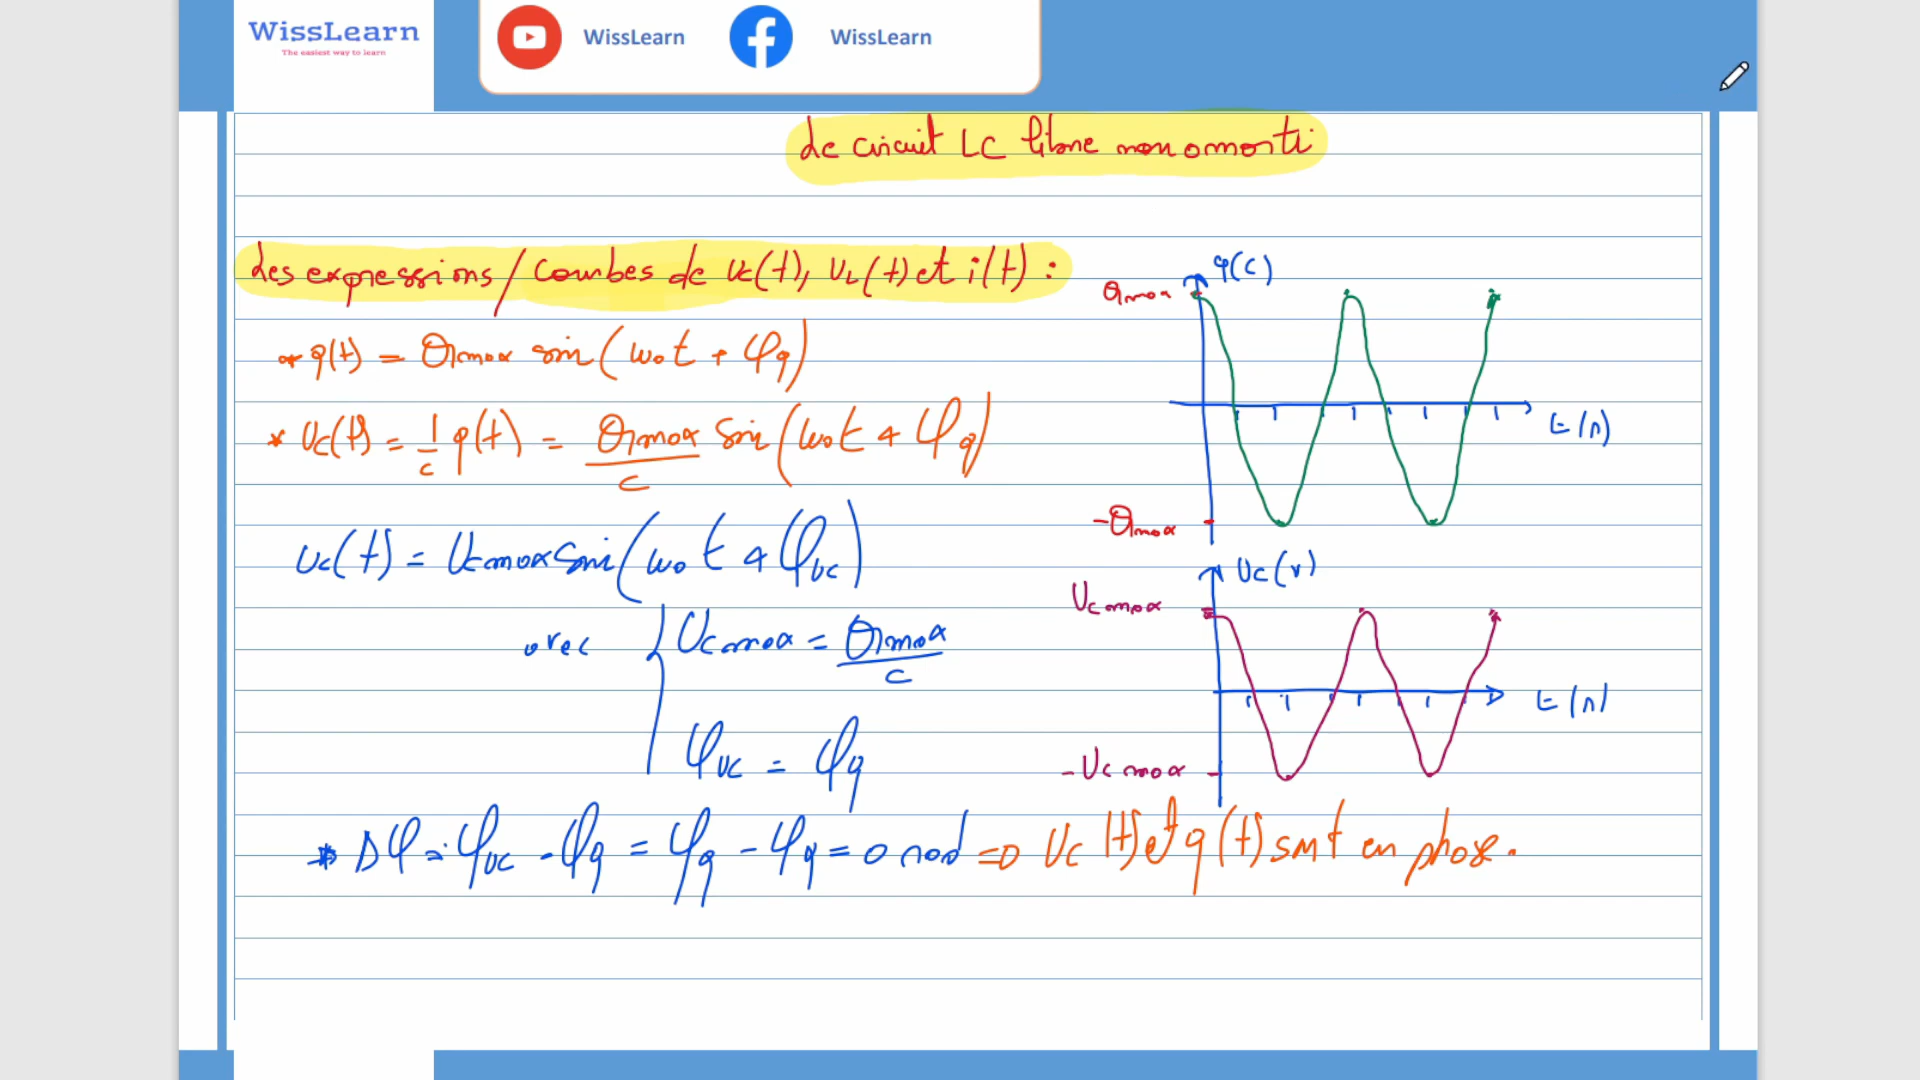 WissLearn
The easiest way to learn
WissLearn
WissLearn
Le circuit LC libre non amorti
Les expressions / Courbes de Uc(t), UL(t) et i(t) :
* q(t) = Qmax sin(ω₀t + φq)
* Uc(t) = 1/C q(t) = Qmax/C sin(ω₀t + φq)
Uc(t) = Ucmax sin(ω₀t + φuc)
avec { Ucmax = Qmax/C
φuc = φq
* Δφ = φuc - φq = φq - φq = 0 rad => Uc(t) et q(t) sont en phase.
q(C)
Qmax
t(s)
-Qmax
Uc(V)
Ucmax
t(s)
-Ucmax